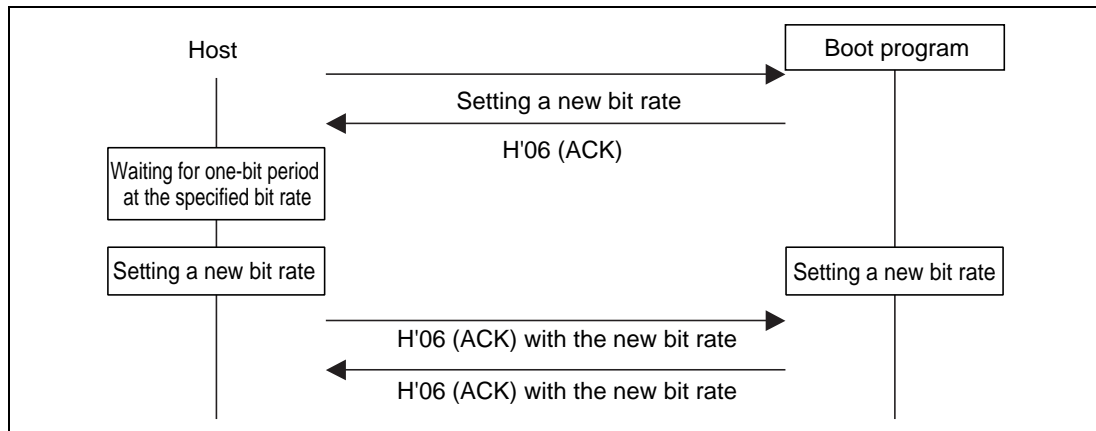 Host
Boot program
Setting a new bit rate
H'06 (ACK)
Waiting for one-bit period
at the specified bit rate
Setting a new bit rate
Setting a new bit rate
H'06 (ACK) with the new bit rate
H'06 (ACK) with the new bit rate